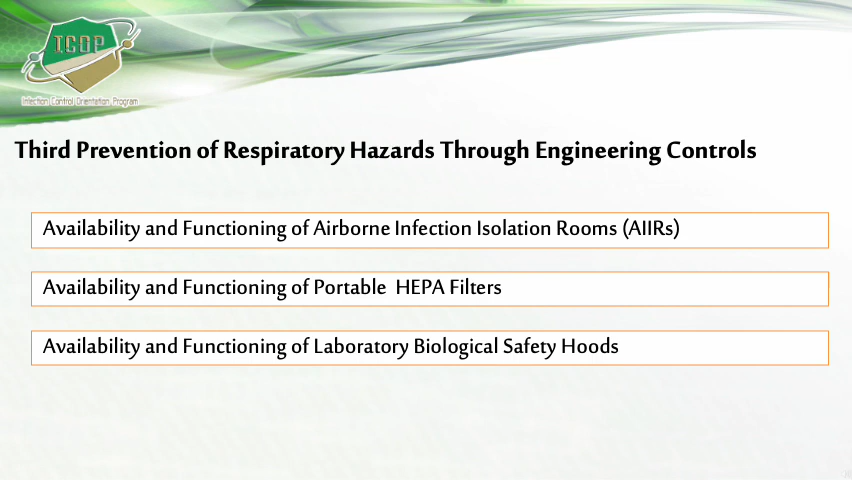 ICOP
Infection Control Orientation Program
Third Prevention of Respiratory Hazards Through Engineering Controls
Availability and Functioning of Airborne Infection Isolation Rooms (AIIRs)
Availability and Functioning of Portable  HEPA Filters
Availability and Functioning of Laboratory Biological Safety Hoods